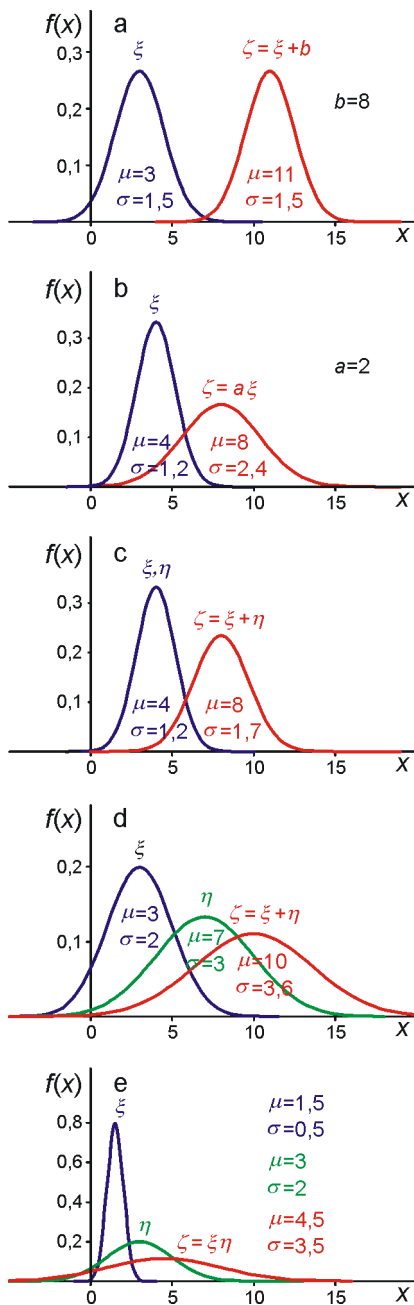 f(x) a
ξ ζ = ξ + b
0,3
b=8
0,2
0,1
μ=3 μ=11
σ=1,5 σ=1,5
0 5 10 15 x
f(x) b
ξ
0,3
a=2
ζ = a ξ
0,2
0,1
μ=4 μ=8
σ=1,2 σ=2,4
0 5 10 15 x
f(x) c
ξ,η
0,3
ζ = ξ + η
0,2
0,1
μ=4 μ=8
σ=1,2 σ=1,7
0 5 10 15 x
f(x) d
ξ
0,2
η ζ = ξ + η
μ=3
0,1
μ=7
σ=2
σ=3
μ=10
σ=3,6
0 5 10 15 x
f(x) e
ξ
μ=1,5
0,8
σ=0,5
0,6
μ=3
0,4
σ=2
η
0,2
ζ = ξ η
μ=4,5
σ=3,5
0 5 10 15 x